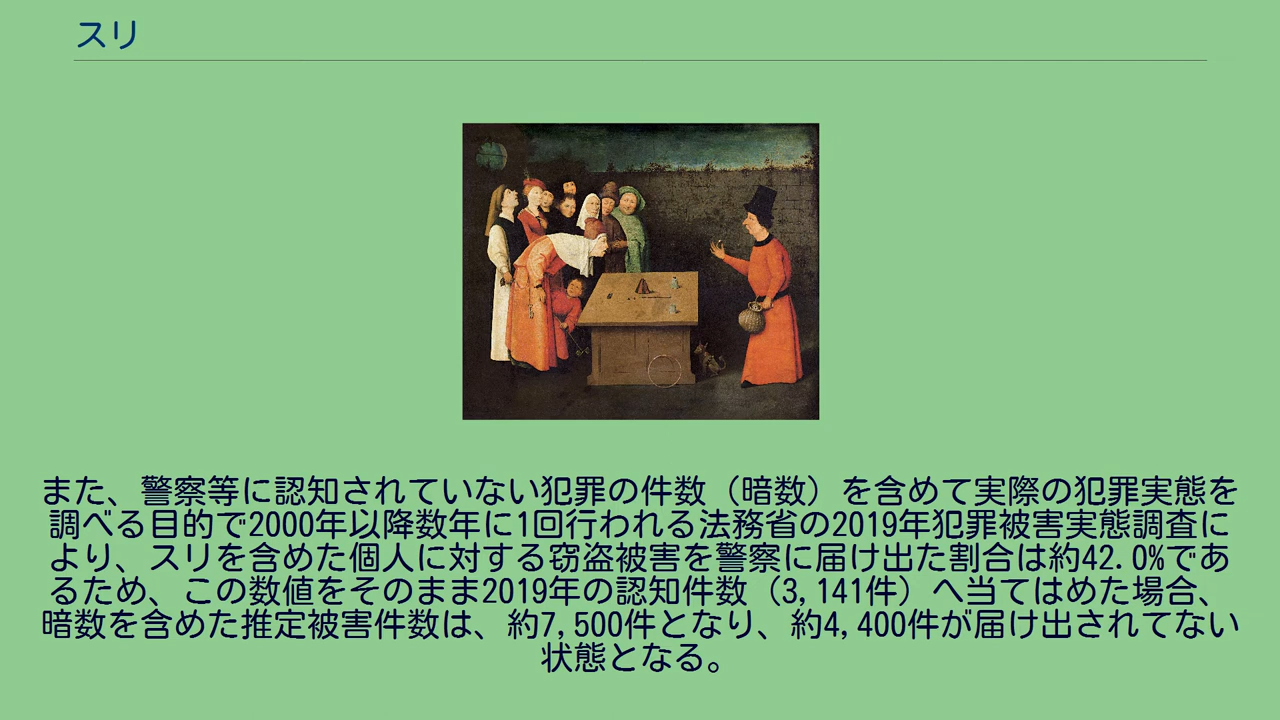 スリ
また、警察等に認知されていない犯罪の件数（暗数）を含めて実際の犯罪実態を
調べる目的で2000年以降数年に1回行われる法務省の2019年犯罪被害実態調査に
より、スリを含めた個人に対する窃盗被害を警察に届け出た割合は約42.0%であ
るため、この数値をそのまま2019年の認知件数（3,141件）へ当てはめた場合、
暗数を含めた推定被害件数は、約7,500件となり、約4,400件が届け出されてない
状態となる。